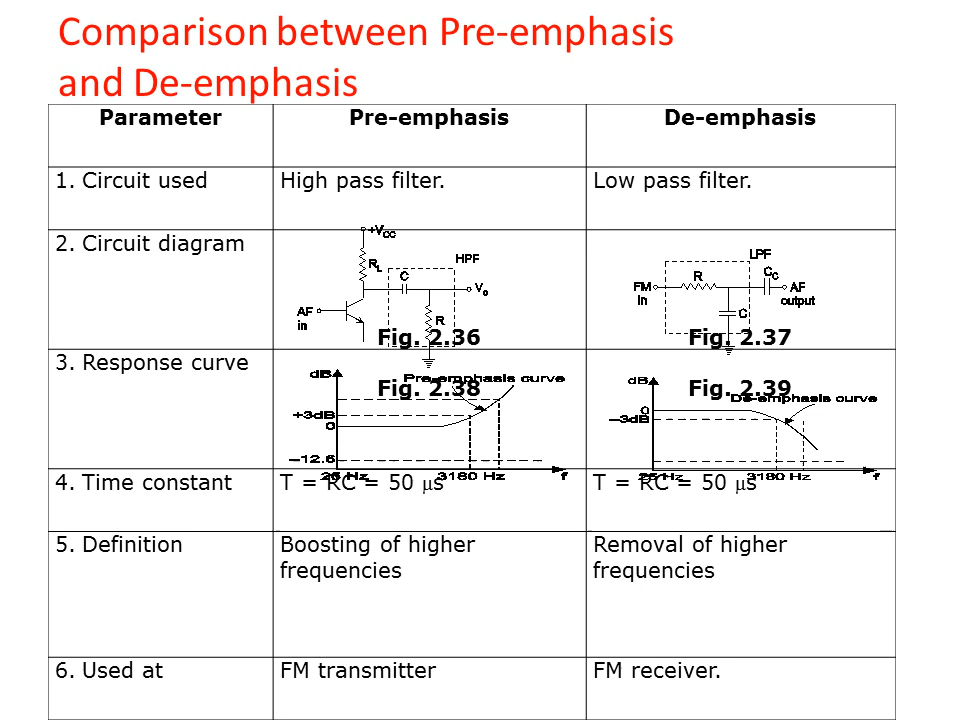 Comparison between Pre-emphasis
and De-emphasis
Parameter Pre-emphasis De-emphasis
1. Circuit used High pass filter. Low pass filter.
2. Circuit diagram
+VCC
RL
HPF
C
V0
AF
in
R
Fig. 2.36
LPF
R
CC
FM
in
AF
output
C
Fig. 2.37
3. Response curve
dB
Pre-emphasis curve
Fig. 2.38
+3dB
0
−12.6
25 Hz 3180 Hz f
dB
Fig. 2.39
De-emphasis curve
0
−3dB
25Hz 3180 Hz f
4. Time constant T = RC = 50 μs T = RC = 50 μs
5. Definition Boosting of higher
frequencies
Removal of higher
frequencies
6. Used at FM transmitter FM receiver.